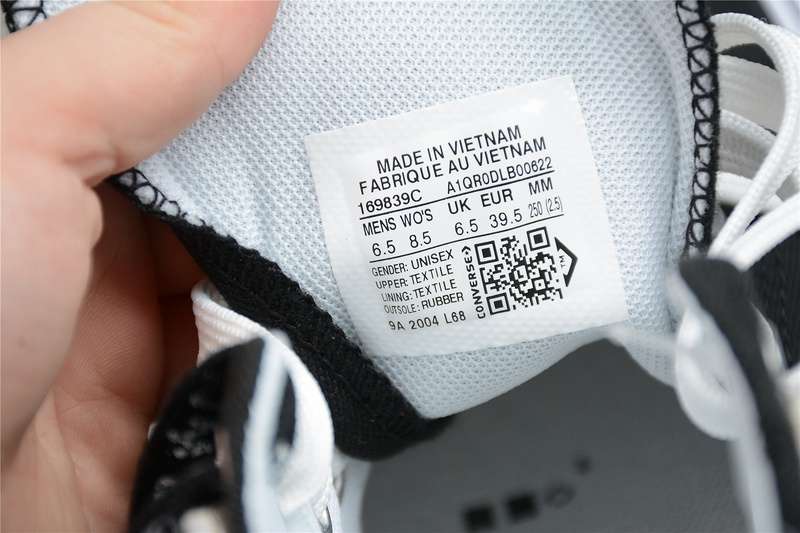 MADE IN VIETNAM
FABRIQUE AU VIETNAM
169839C A1QR0DLB00622
MENS WO'S UK EUR MM
6.5 8.5 6.5 39.5 250 (2.5)
GENDER: UNISEX
UPPER: TEXTILE
LINING: TEXTILE
OUTSOLE: RUBBER
9A 2004 L68
CONVERSE
TM